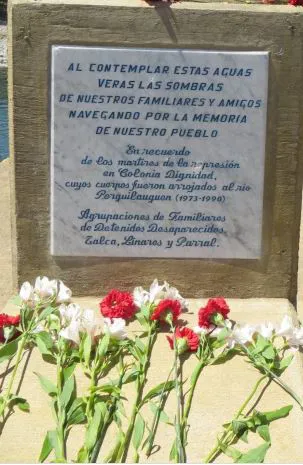 AL CONTEMPLAR ESTAS AGUAS
VERAS LAS SOMBRAS
DE NUESTROS FAMILIARES Y AMIGOS
NAVEGANDO POR LA MEMORIA
DE NUESTRO PUEBLO
En recuerdo
de los martires de la represión
en Colonia Dignidad,
cuyos cuerpos fueron arrojados al río
Perquilauquen (1973-1990)
Agrupaciones de Familiares
de Detenidos Desaparecidos,
Talca, Linares y Parral.